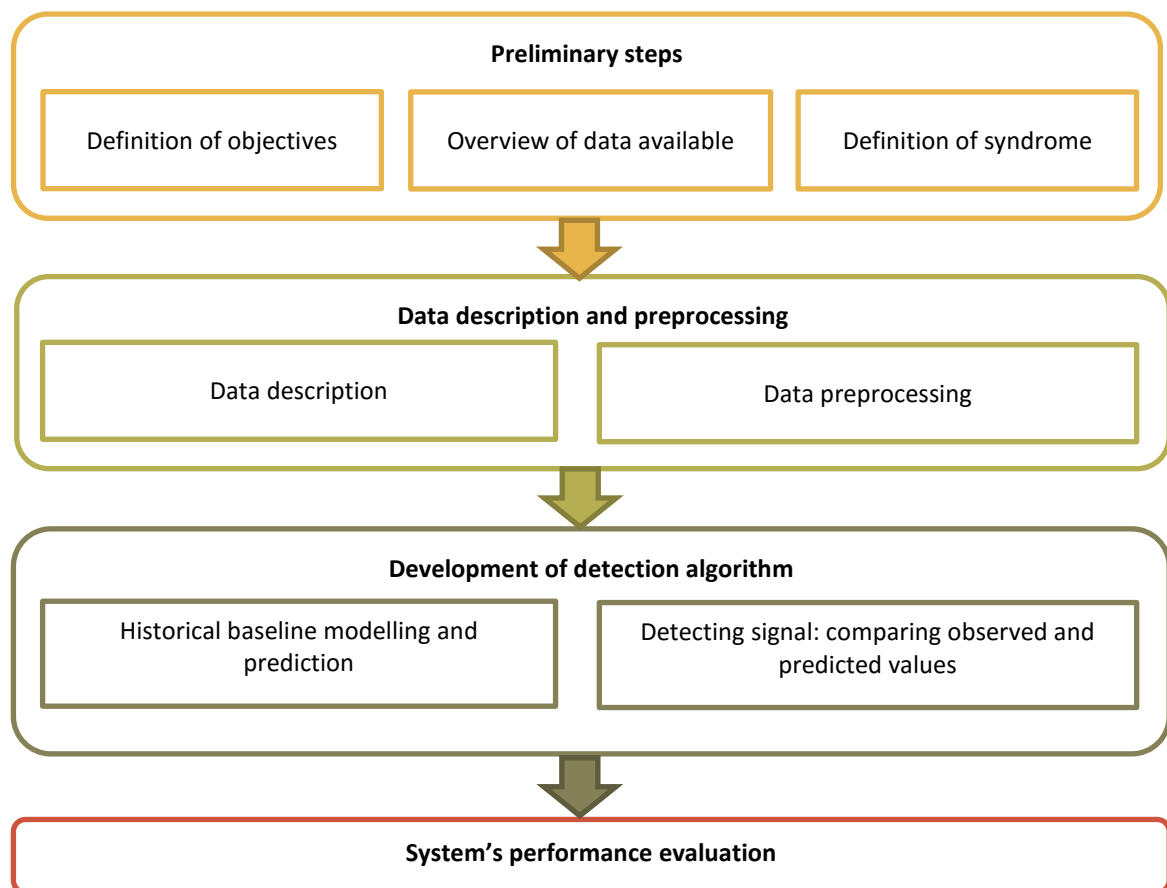 Preliminary steps
Definition of objectives
Overview of data available
Definition of syndrome
Data description and preprocessing
Data description
Data preprocessing
Development of detection algorithm
Historical baseline modelling and
prediction
Detecting signal: comparing observed and
predicted values
System’s performance evaluation